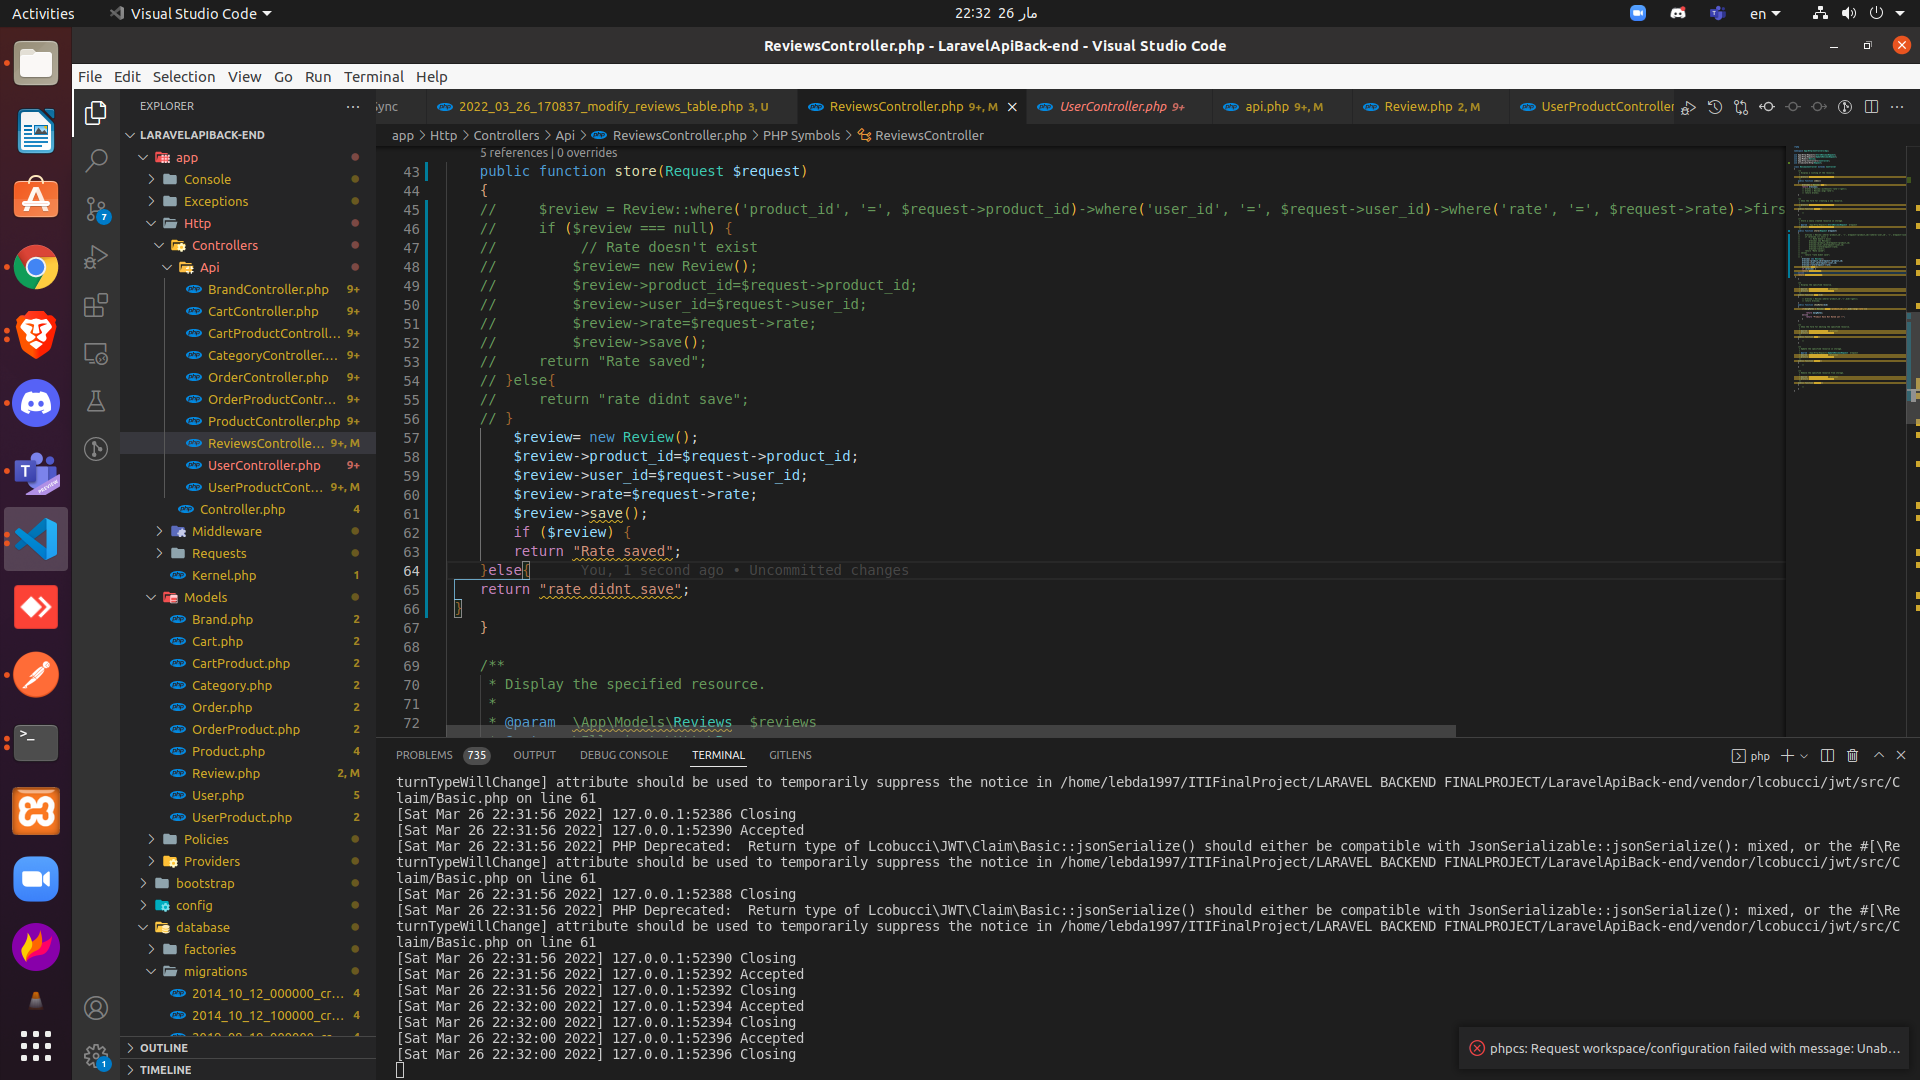 Activities
Visual Studio Code
22:32 26 مار
en
ReviewsController.php - LaravelApiBack-end - Visual Studio Code
File Edit Selection View Go Run Terminal Help
EXPLORER
LARAVELAPIBACK-END
app
Console
Exceptions
Http
Controllers
Api
BrandController.php 9+
CartController.php 9+
CartProductControll... 9+
CategoryController.... 9+
OrderController.php 9+
OrderProductContr... 9+
ProductController.php 9+
ReviewsControlle... 9+, M
UserController.php 9+
UserProductCont... 9+, M
Controller.php 4
Middleware
Requests
Kernel.php 1
Models
Brand.php 2
Cart.php 2
CartProduct.php 2
Category.php 2
Order.php 2
OrderProduct.php 2
Product.php 4
Review.php 2, M
User.php 5
UserProduct.php 2
Policies
Providers
bootstrap
config
database
factories
migrations
2014_10_12_000000_cr... 4
2014_10_12_100000_cr... 4
OUTLINE
TIMELINE
7
1
PREVIEW
Sync
2022_03_26_170837_modify_reviews_table.php 3, U
ReviewsController.php 9+, M
UserController.php 9+
api.php 9+, M
Review.php 2, M
UserProductController
app > Http > Controllers > Api > ReviewsController.php > PHP Symbols > ReviewsController
5 references | 0 overrides
43 public function store(Request $request)
44 {
45 // $review = Review::where('product_id', '=', $request->product_id)->where('user_id', '=', $request->user_id)->where('rate', '=', $request->rate)->firs
46 // if ($review === null) {
47 // // Rate doesn't exist
48 // $review= new Review();
49 // $review->product_id=$request->product_id;
50 // $review->user_id=$request->user_id;
51 // $review->rate=$request->rate;
52 // $review->save();
53 // return "Rate saved";
54 // }else{
55 // return "rate didnt save";
56 // }
57 $review= new Review();
58 $review->product_id=$request->product_id;
59 $review->user_id=$request->user_id;
60 $review->rate=$request->rate;
61 $review->save();
62 if ($review) {
63 return "Rate saved";
64 }else{ You, 1 second ago • Uncommitted changes
65 return "rate didnt save";
66 }
67 }
68
69 /**
70 * Display the specified resource.
71 *
72 * @param \App\Models\Reviews $reviews
PROBLEMS 735 OUTPUT DEBUG CONSOLE TERMINAL GITLENS
php
turnTypeWillChange] attribute should be used to temporarily suppress the notice in /home/lebda1997/ITIFinalProject/LARAVEL BACKEND FINALPROJECT/LaravelApiBack-end/vendor/lcobucci/jwt/src/C
laim/Basic.php on line 61
[Sat Mar 26 22:31:56 2022] 127.0.0.1:52386 Closing
[Sat Mar 26 22:31:56 2022] 127.0.0.1:52390 Accepted
[Sat Mar 26 22:31:56 2022] PHP Deprecated:  Return type of Lcobucci\JWT\Claim\Basic::jsonSerialize() should either be compatible with JsonSerializable::jsonSerialize(): mixed, or the #[\Re
turnTypeWillChange] attribute should be used to temporarily suppress the notice in /home/lebda1997/ITIFinalProject/LARAVEL BACKEND FINALPROJECT/LaravelApiBack-end/vendor/lcobucci/jwt/src/C
laim/Basic.php on line 61
[Sat Mar 26 22:31:56 2022] 127.0.0.1:52388 Closing
[Sat Mar 26 22:31:56 2022] PHP Deprecated:  Return type of Lcobucci\JWT\Claim\Basic::jsonSerialize() should either be compatible with JsonSerializable::jsonSerialize(): mixed, or the #[\Re
turnTypeWillChange] attribute should be used to temporarily suppress the notice in /home/lebda1997/ITIFinalProject/LARAVEL BACKEND FINALPROJECT/LaravelApiBack-end/vendor/lcobucci/jwt/src/C
laim/Basic.php on line 61
[Sat Mar 26 22:31:56 2022] 127.0.0.1:52390 Closing
[Sat Mar 26 22:31:56 2022] 127.0.0.1:52392 Accepted
[Sat Mar 26 22:31:56 2022] 127.0.0.1:52392 Closing
[Sat Mar 26 22:32:00 2022] 127.0.0.1:52394 Accepted
[Sat Mar 26 22:32:00 2022] 127.0.0.1:52394 Closing
[Sat Mar 26 22:32:00 2022] 127.0.0.1:52396 Accepted
[Sat Mar 26 22:32:00 2022] 127.0.0.1:52396 Closing
phpcs: Request workspace/configuration failed with message: Unab...